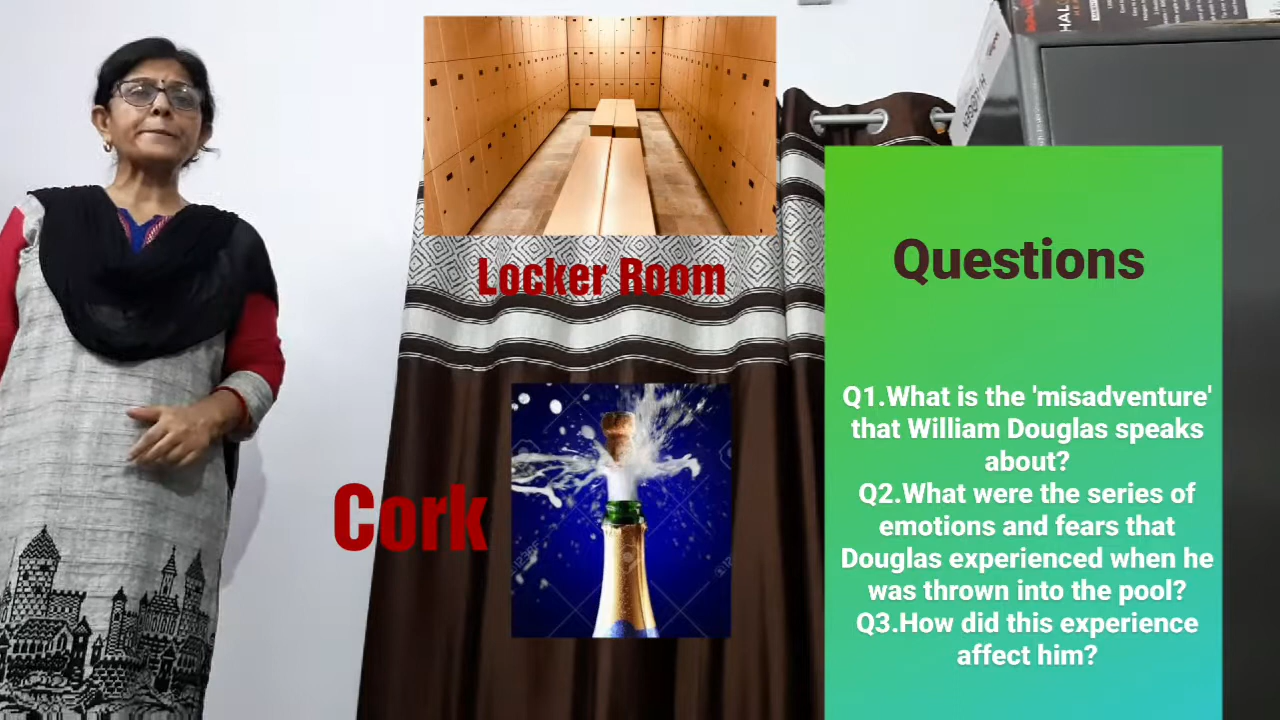 Locker Room
Cork
Questions
Q1.What is the 'misadventure'
that William Douglas speaks
about?
Q2.What were the series of
emotions and fears that
Douglas experienced when he
was thrown into the pool?
Q3.How did this experience
affect him?